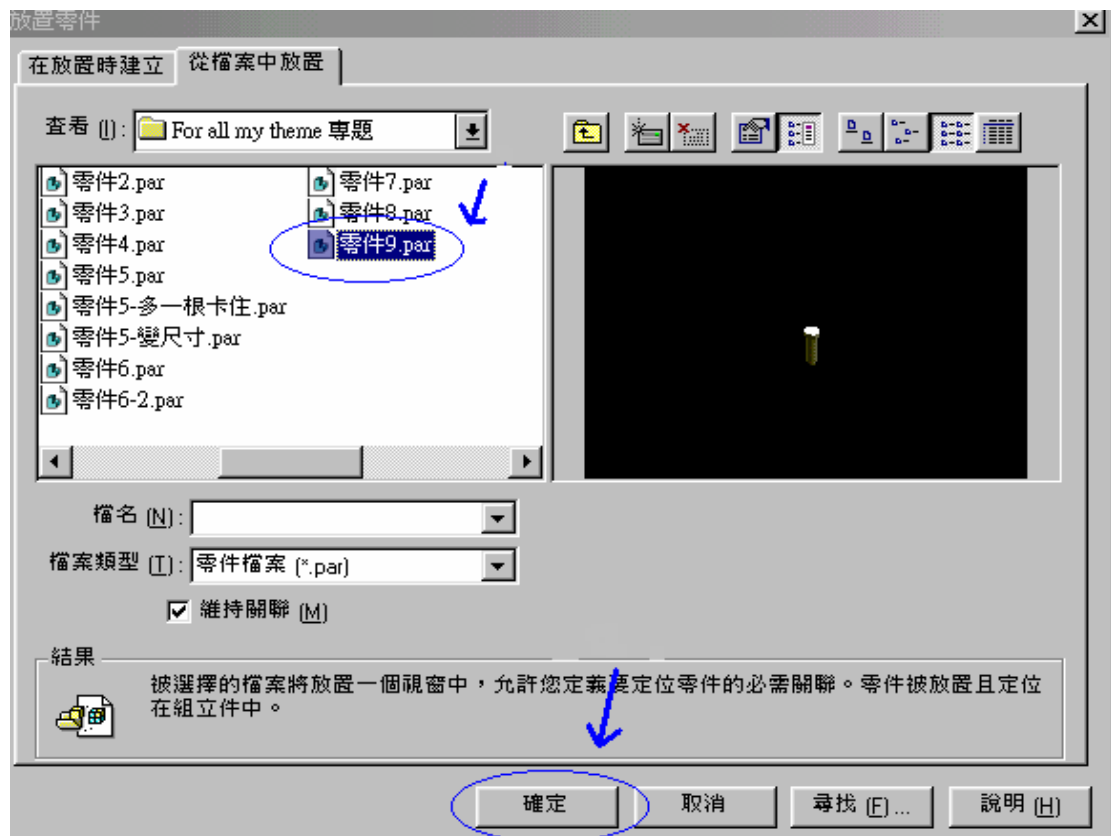 放置零件
在放置時建立 從檔案中放置
查看 (I): For all my theme 專題
零件2.par
零件3.par
零件4.par
零件5.par
零件5-多一根卡住.par
零件5-變尺寸.par
零件6.par
零件6-2.par
零件7.par
零件8.par
零件9.par
檔名 (N):
檔案類型 (T): 零件檔案 (*.par)
維持關聯 (M)
結果
被選擇的檔案將放置一個視窗中，允許您定義要定位零件的必需關聯。零件被放置且定位
在組立件中。
確定 取消 尋找 (F)... 說明 (H)